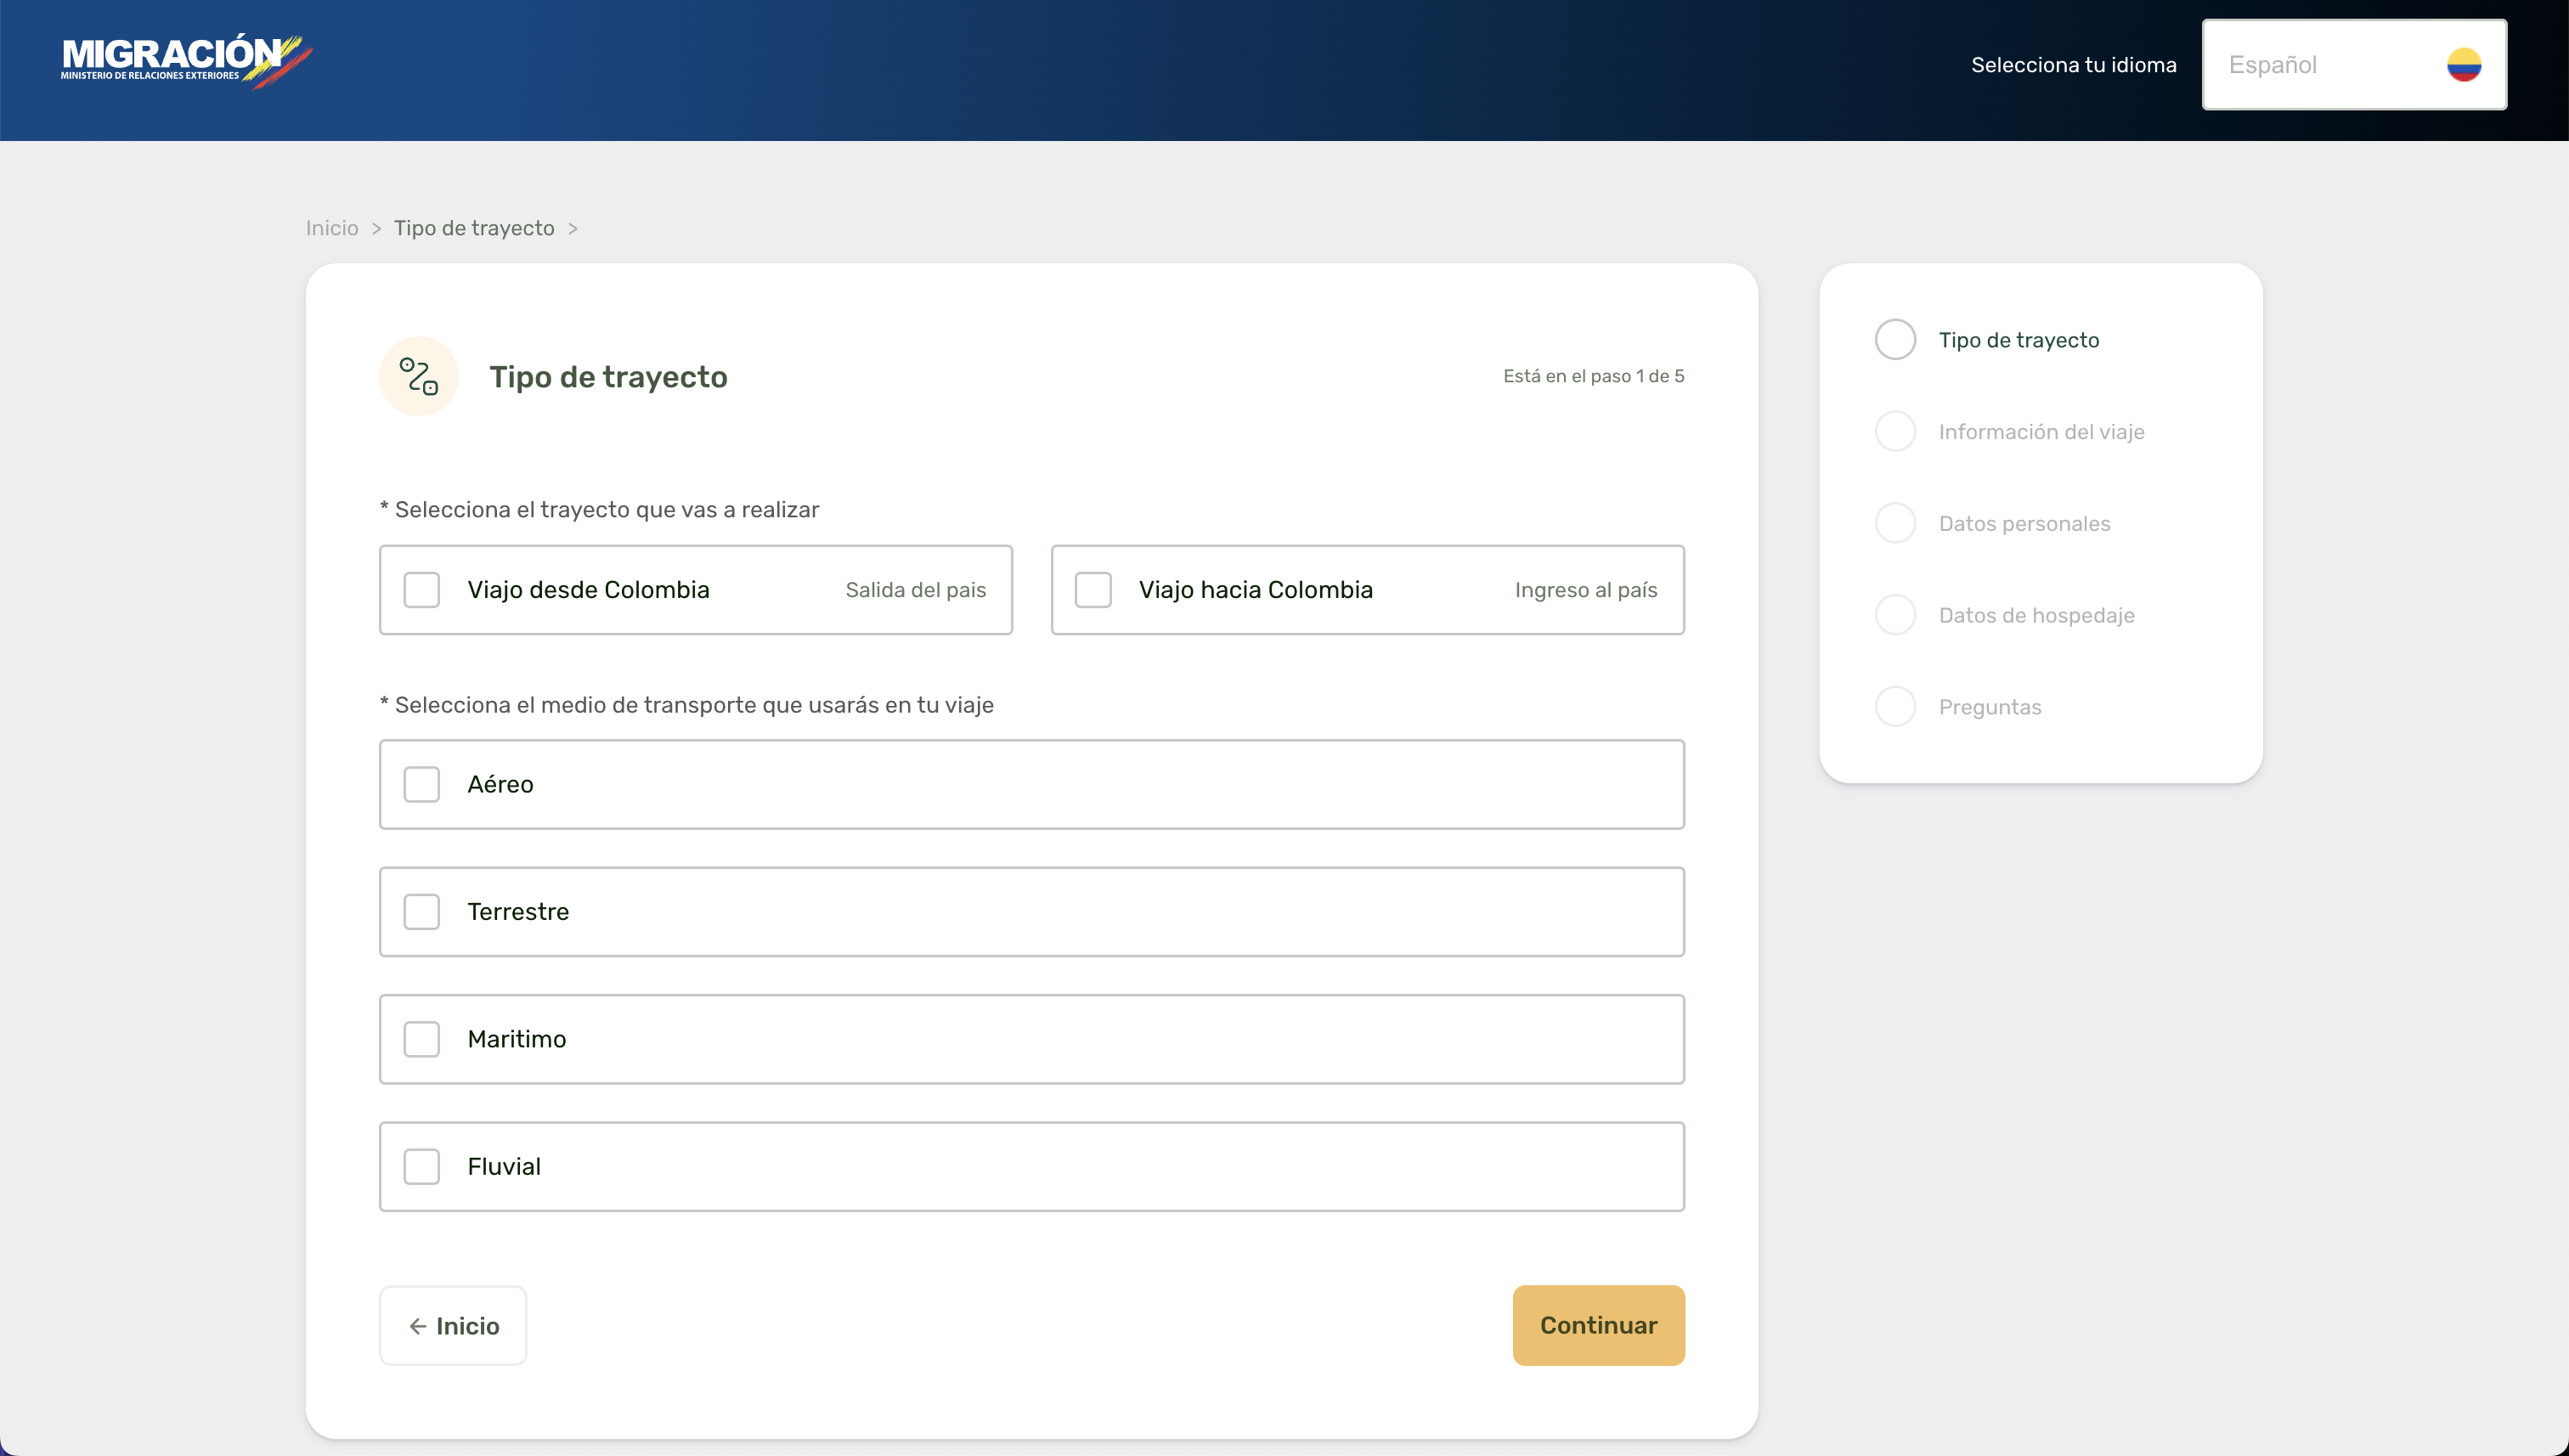 MIGRACIÓN
MINISTERIO DE RELACIONES EXTERIORES
Selecciona tu idioma
Español
Inicio > Tipo de trayecto >
Tipo de trayecto
Está en el paso 1 de 5
* Selecciona el trayecto que vas a realizar
Viajo desde Colombia Salida del pais
Viajo hacia Colombia Ingreso al país
* Selecciona el medio de transporte que usarás en tu viaje
Aéreo
Terrestre
Maritimo
Fluvial
← Inicio
Continuar
Tipo de trayecto
Información del viaje
Datos personales
Datos de hospedaje
Preguntas